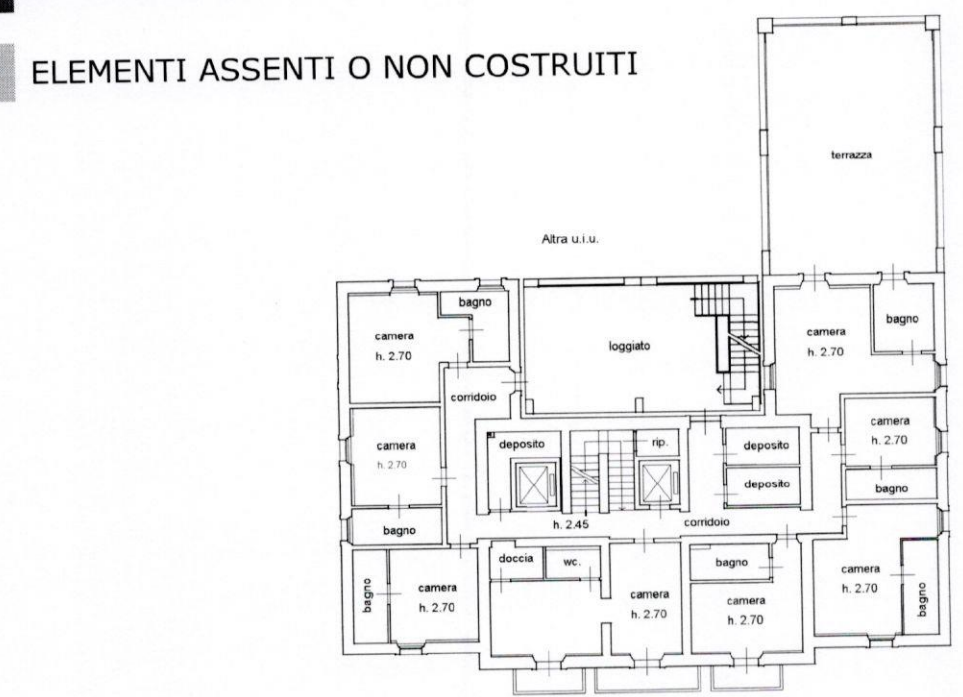 ELEMENTI ASSENTI O NON COSTRUITI
terrazza
Altra u.i.u.
bagno
camera
h. 2.70
loggiato
camera
h. 2.70
bagno
corridoio
camera
h. 2.70
deposito
rip.
deposito
camera
h. 2.70
deposito
bagno
bagno
h. 2.45
corridoio
doccia
wc.
bagno
bagno
camera
h. 2.70
camera
h. 2.70
camera
h. 2.70
camera
h. 2.70
bagno